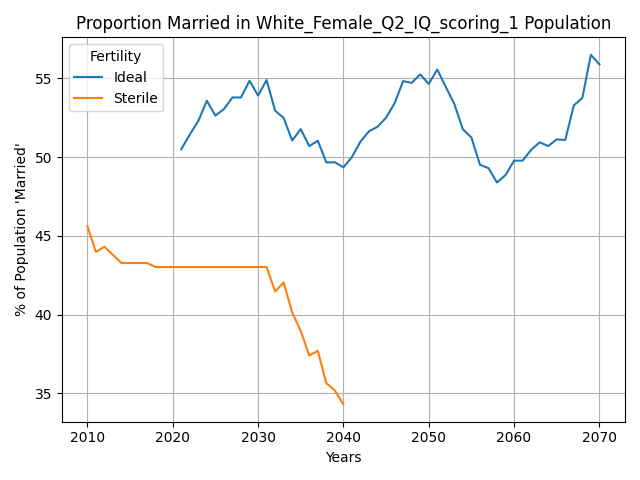 Proportion Married in White_Female_Q2_IQ_scoring_1 Population
Fertility
Ideal
Sterile
% of Population 'Married'
55
50
45
40
35
2010 2020 2030 2040 2050 2060 2070
Years